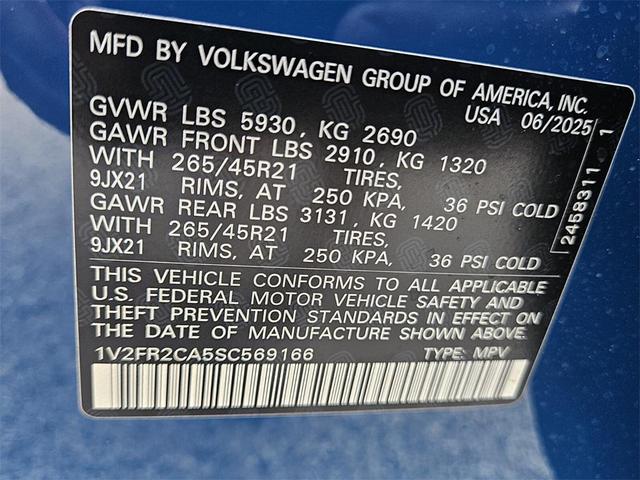 MFD BY VOLKSWAGEN GROUP OF AMERICA, INC.
USA 06/2025
GVWR LBS 5930, KG 2690
GAWR FRONT LBS 2910, KG 1320
WITH 265/45R21 TIRES,
9JX21 RIMS, AT 250 KPA, 36 PSI COLD
GAWR REAR LBS 3131, KG 1420
WITH 265/45R21 TIRES,
9JX21 RIMS, AT 250 KPA, 36 PSI COLD
2458311 1
THIS VEHICLE CONFORMS TO ALL APPLICABLE
U.S. FEDERAL MOTOR VEHICLE SAFETY AND
THEFT PREVENTION STANDARDS IN EFFECT ON
THE DATE OF MANUFACTURE SHOWN ABOVE.
1V2FR2CA5SC569166 TYPE: MPV